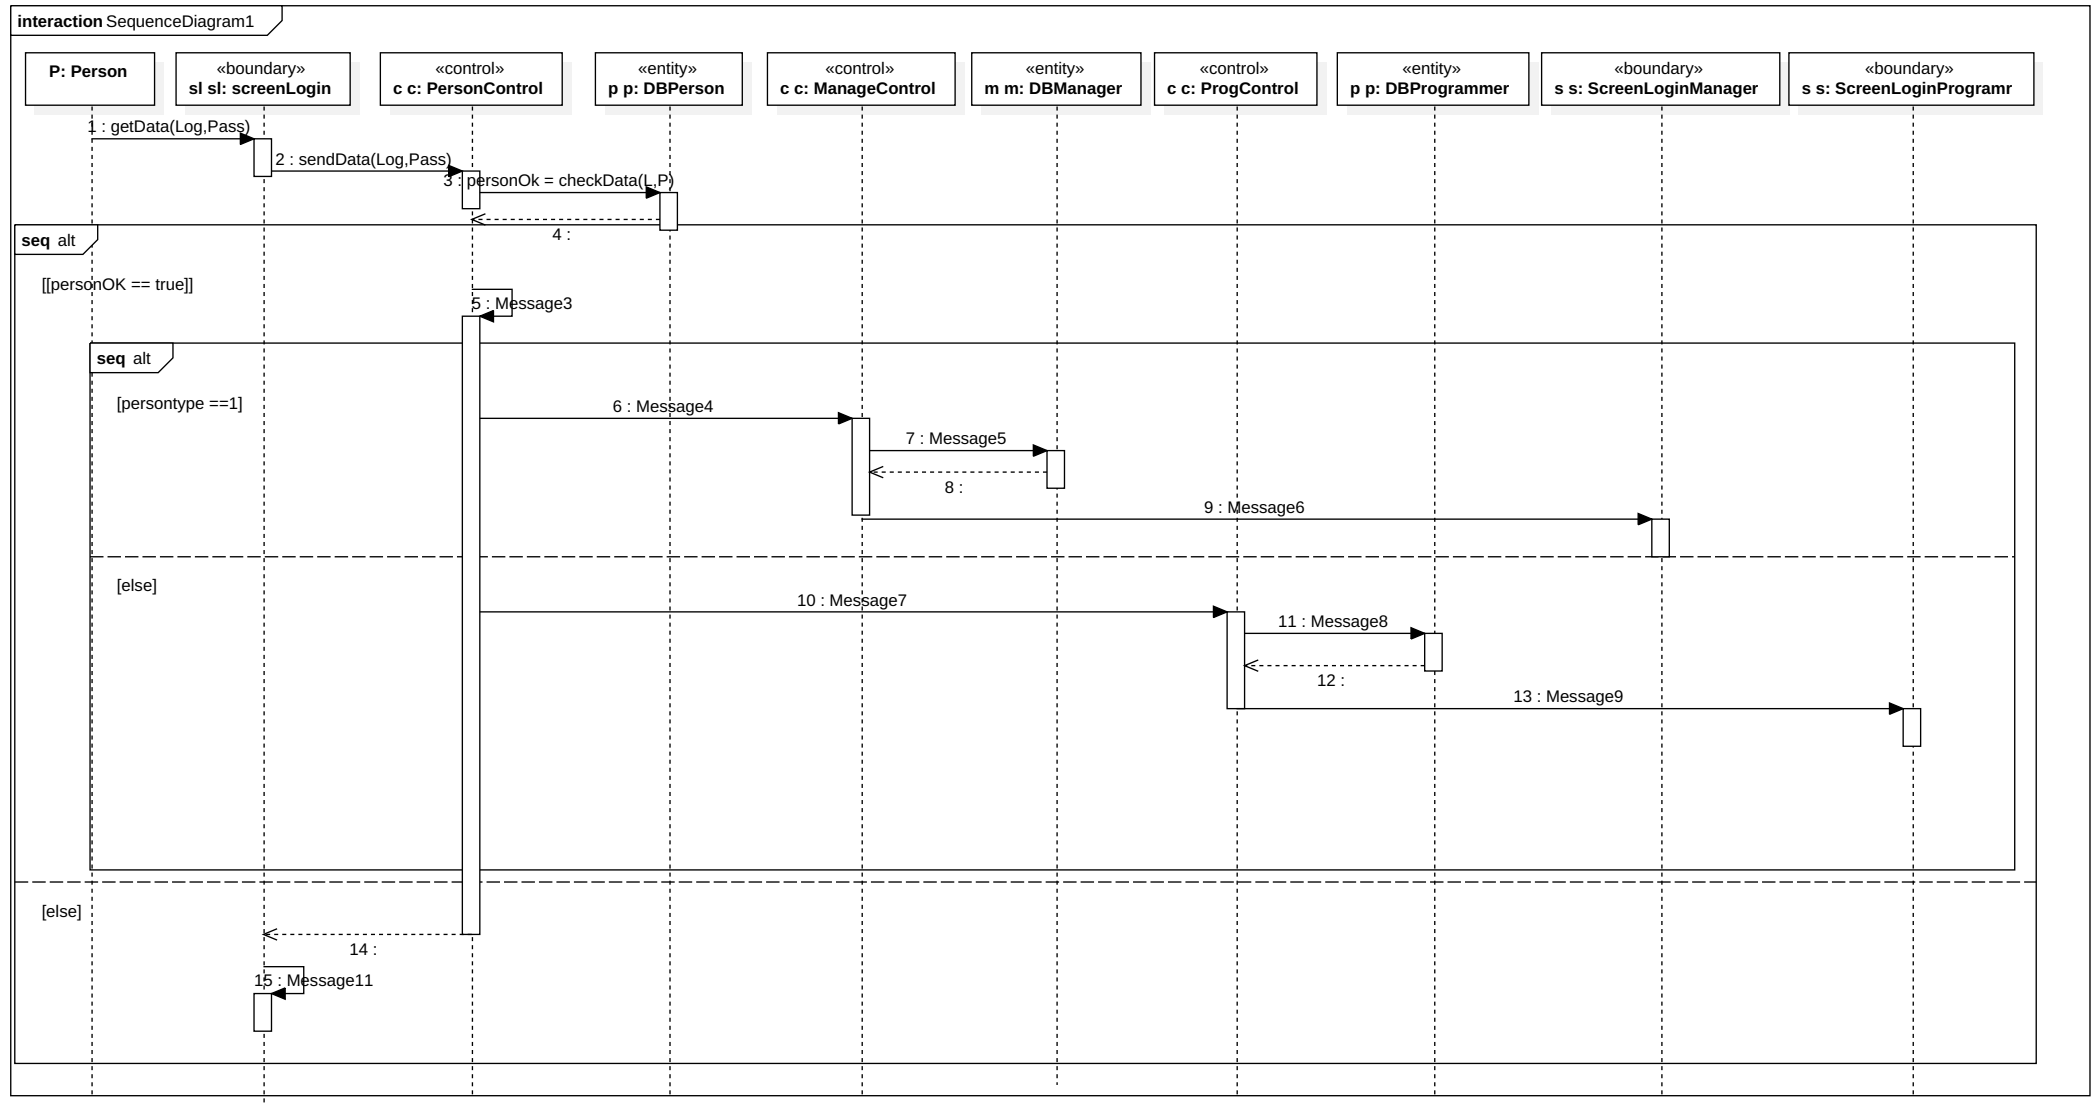 interaction SequenceDiagram1
P: Person
«boundary»
sl sl: screenLogin
«control»
c c: PersonControl
«entity»
p p: DBPerson
«control»
c c: ManageControl
«entity»
m m: DBManager
«control»
c c: ProgControl
«entity»
p p: DBProgrammer
«boundary»
s s: ScreenLoginManager
«boundary»
s s: ScreenLoginProgramr
1 : getData(Log,Pass)
2 : sendData(Log,Pass)
3 : personOk = checkData(L,P)
4 :
seq alt
[[personOK == true]]
5 : Message3
seq alt
[persontype ==1]
6 : Message4
7 : Message5
8 :
9 : Message6
[else]
10 : Message7
11 : Message8
12 :
13 : Message9
[else]
14 :
15 : Message11